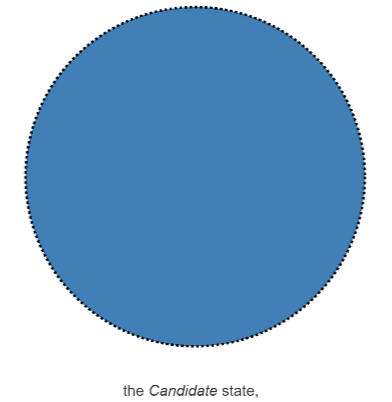 the Candidate state,